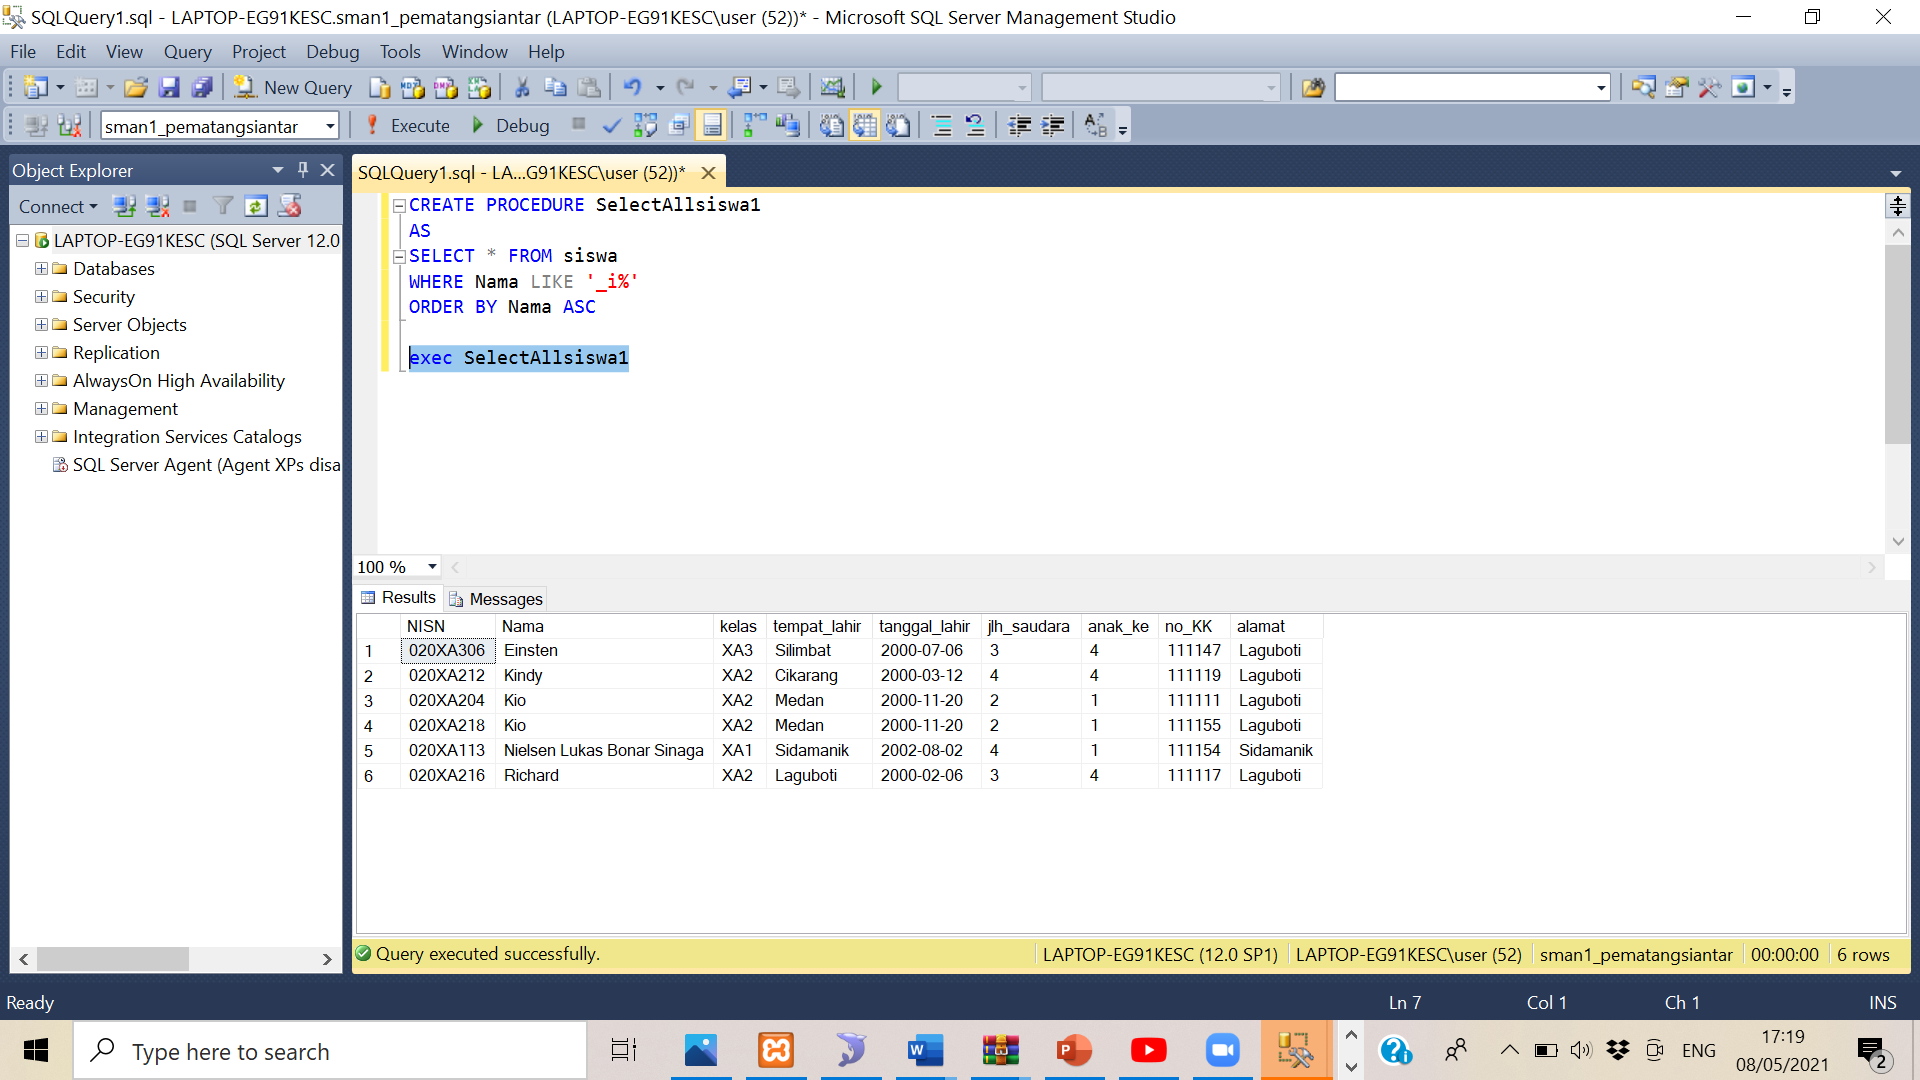 SQLQuery1.sql - LAPTOP-EG91KESC.sman1_pematangsiantar (LAPTOP-EG91KESC\user (52))* - Microsoft SQL Server Management Studio
File Edit View Query Project Debug Tools Window Help
New Query
sman1_pematangsiantar Execute Debug
Object Explorer
Connect
LAPTOP-EG91KESC (SQL Server 12.0
Databases
Security
Server Objects
Replication
AlwaysOn High Availability
Management
Integration Services Catalogs
SQL Server Agent (Agent XPs disa
SQLQuery1.sql - LA...G91KESC\user (52))*
CREATE PROCEDURE SelectAllsiswa1
AS
SELECT * FROM siswa
WHERE Nama LIKE '_i%'
ORDER BY Nama ASC
exec SelectAllsiswa1
100 %
Results Messages
NISN Nama kelas tempat_lahir tanggal_lahir jlh_saudara anak_ke no_KK alamat
1 020XA306 Einsten XA3 Silimbat 2000-07-06 3 4 111147 Laguboti
2 020XA212 Kindy XA2 Cikarang 2000-03-12 4 4 111119 Laguboti
3 020XA204 Kio XA2 Medan 2000-11-20 2 1 111111 Laguboti
4 020XA218 Kio XA2 Medan 2000-11-20 2 1 111155 Laguboti
5 020XA113 Nielsen Lukas Bonar Sinaga XA1 Sidamanik 2002-08-02 4 1 111154 Sidamanik
6 020XA216 Richard XA2 Laguboti 2000-02-06 3 4 111117 Laguboti
Query executed successfully. LAPTOP-EG91KESC (12.0 SP1) LAPTOP-EG91KESC\user (52) sman1_pematangsiantar 00:00:00 6 rows
Ready Ln 7 Col 1 Ch 1 INS
Type here to search
ENG
17:19
08/05/2021
2